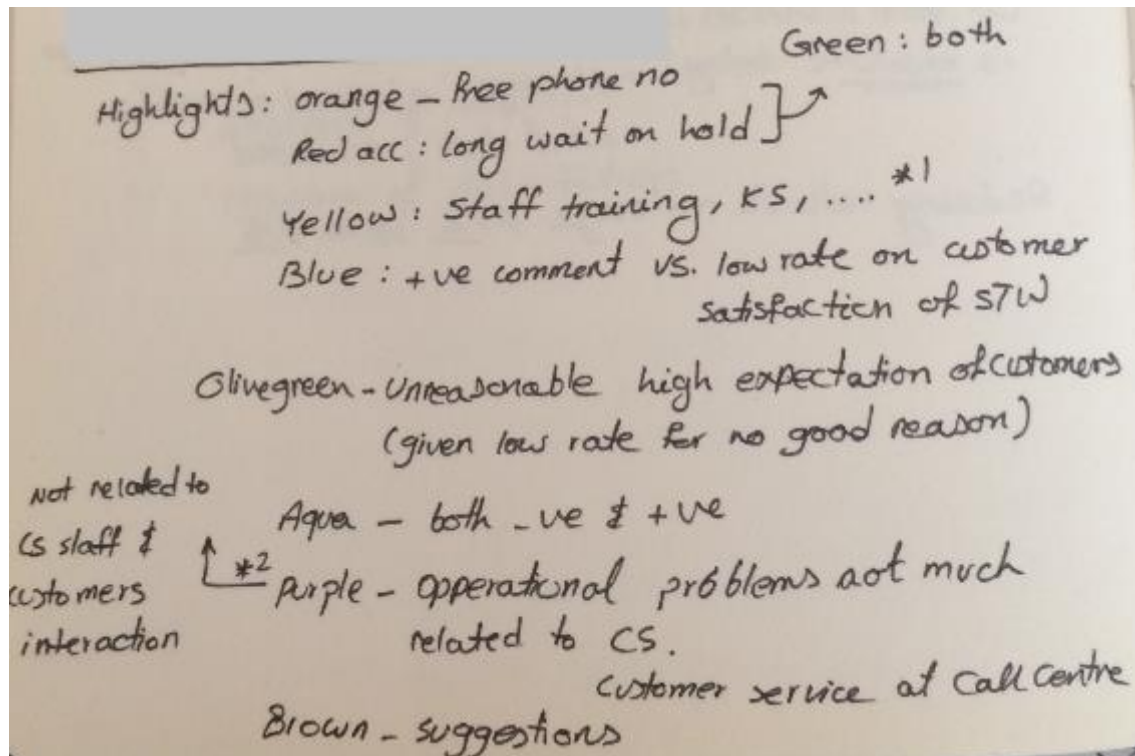 Green : both
Highlights : orange - free phone no
Red acc : long wait on hold
Yellow : Staff training, KS, .... *1
Blue : +ve comment vs. low rate on customer
satisfaction of STW
Olivegreen - Unreasonable high expectation of customers
(given low rate for no good reason)
Aqua - both -ve & +ve
Not related to
CS staff &
customers
interaction
*2
Purple - opperational problems not much
related to CS.
Customer service at Call Centre
Brown - suggestions